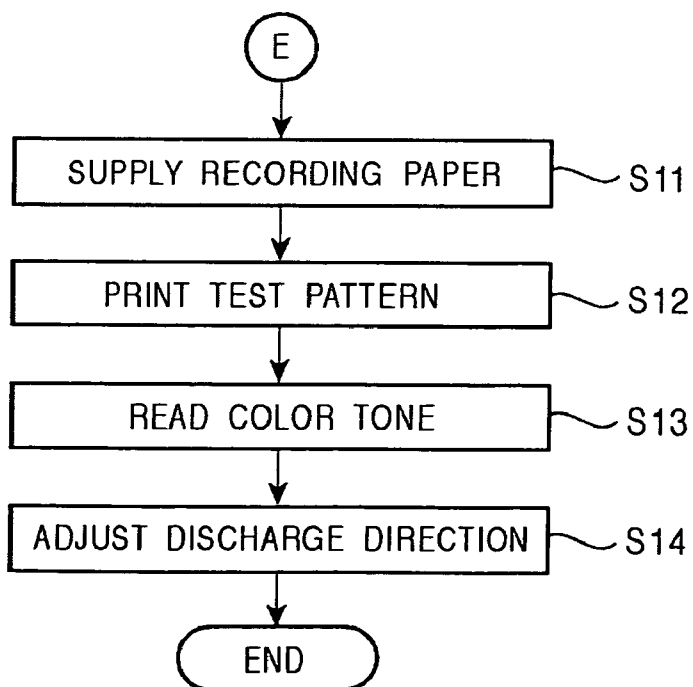 E
SUPPLY RECORDING PAPER S11
PRINT TEST PATTERN S12
READ COLOR TONE S13
ADJUST DISCHARGE DIRECTION S14
END